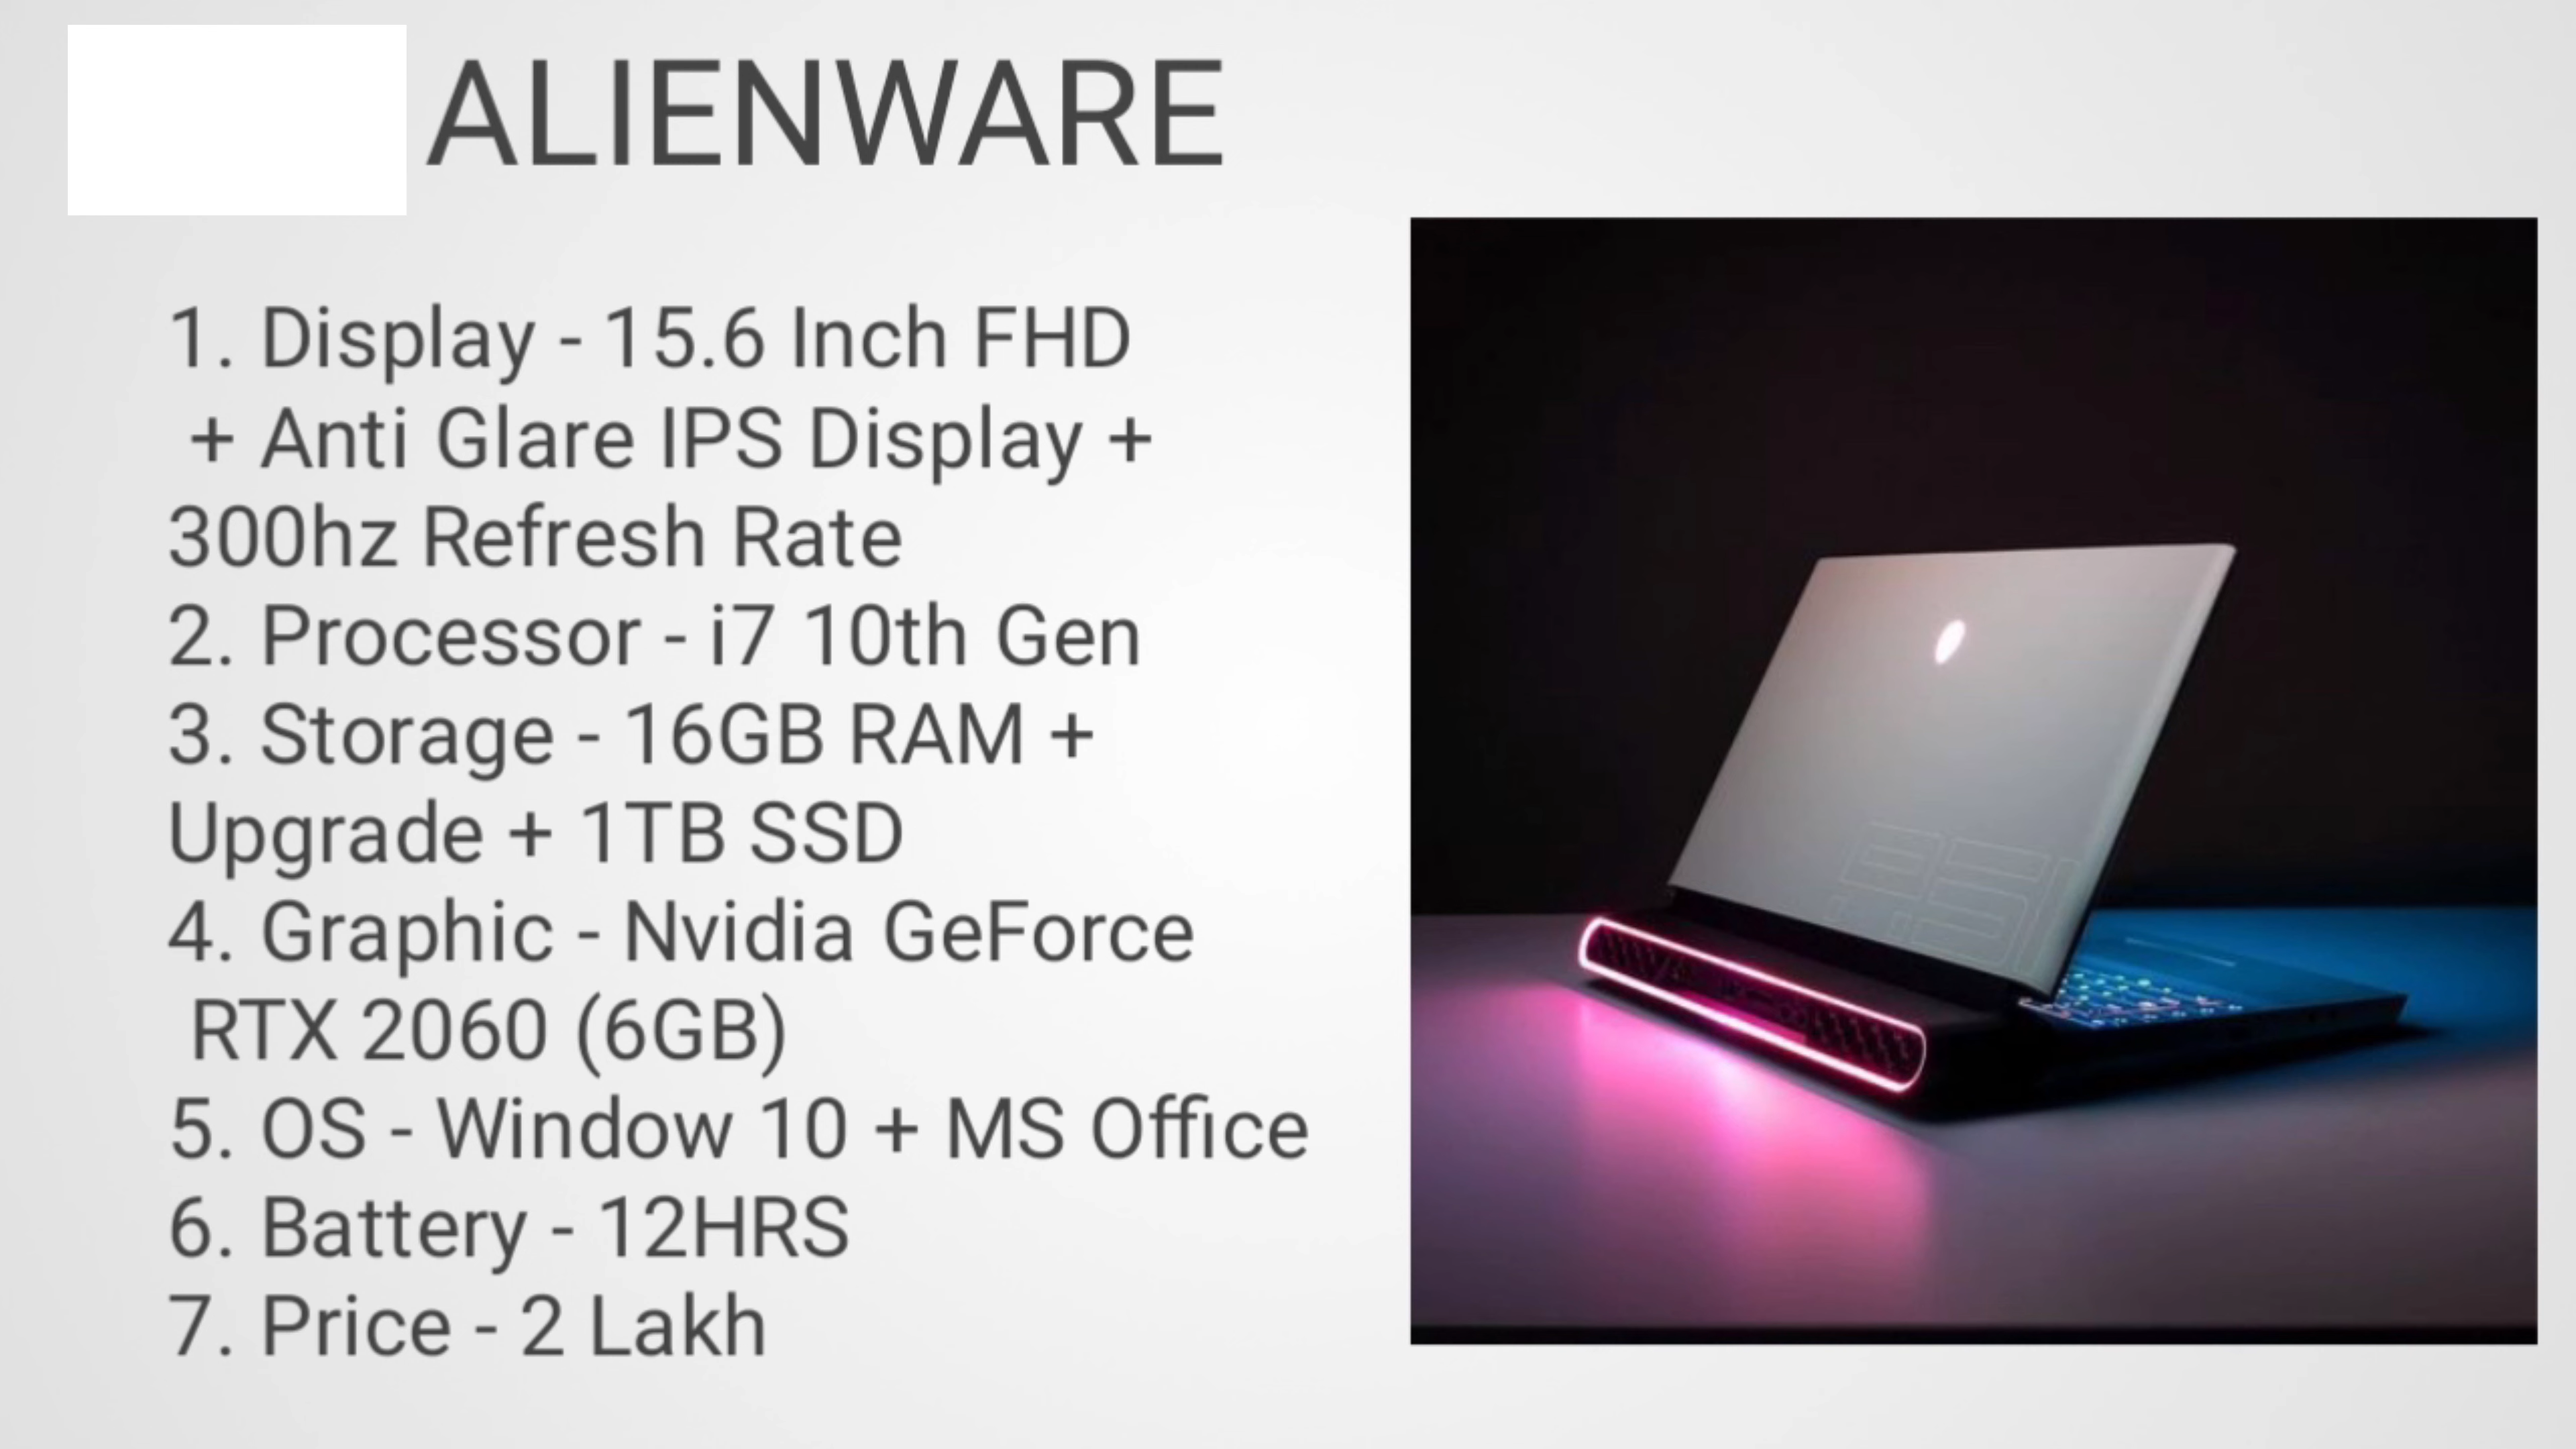 ALIENWARE
1. Display - 15.6 Inch FHD
+ Anti Glare IPS Display +
300hz Refresh Rate
2. Processor - i7 10th Gen
3. Storage - 16GB RAM +
Upgrade + 1TB SSD
4. Graphic - Nvidia GeForce
RTX 2060 (6GB)
5. OS - Window 10 + MS Office
6. Battery - 12HRS
7. Price - 2 Lakh